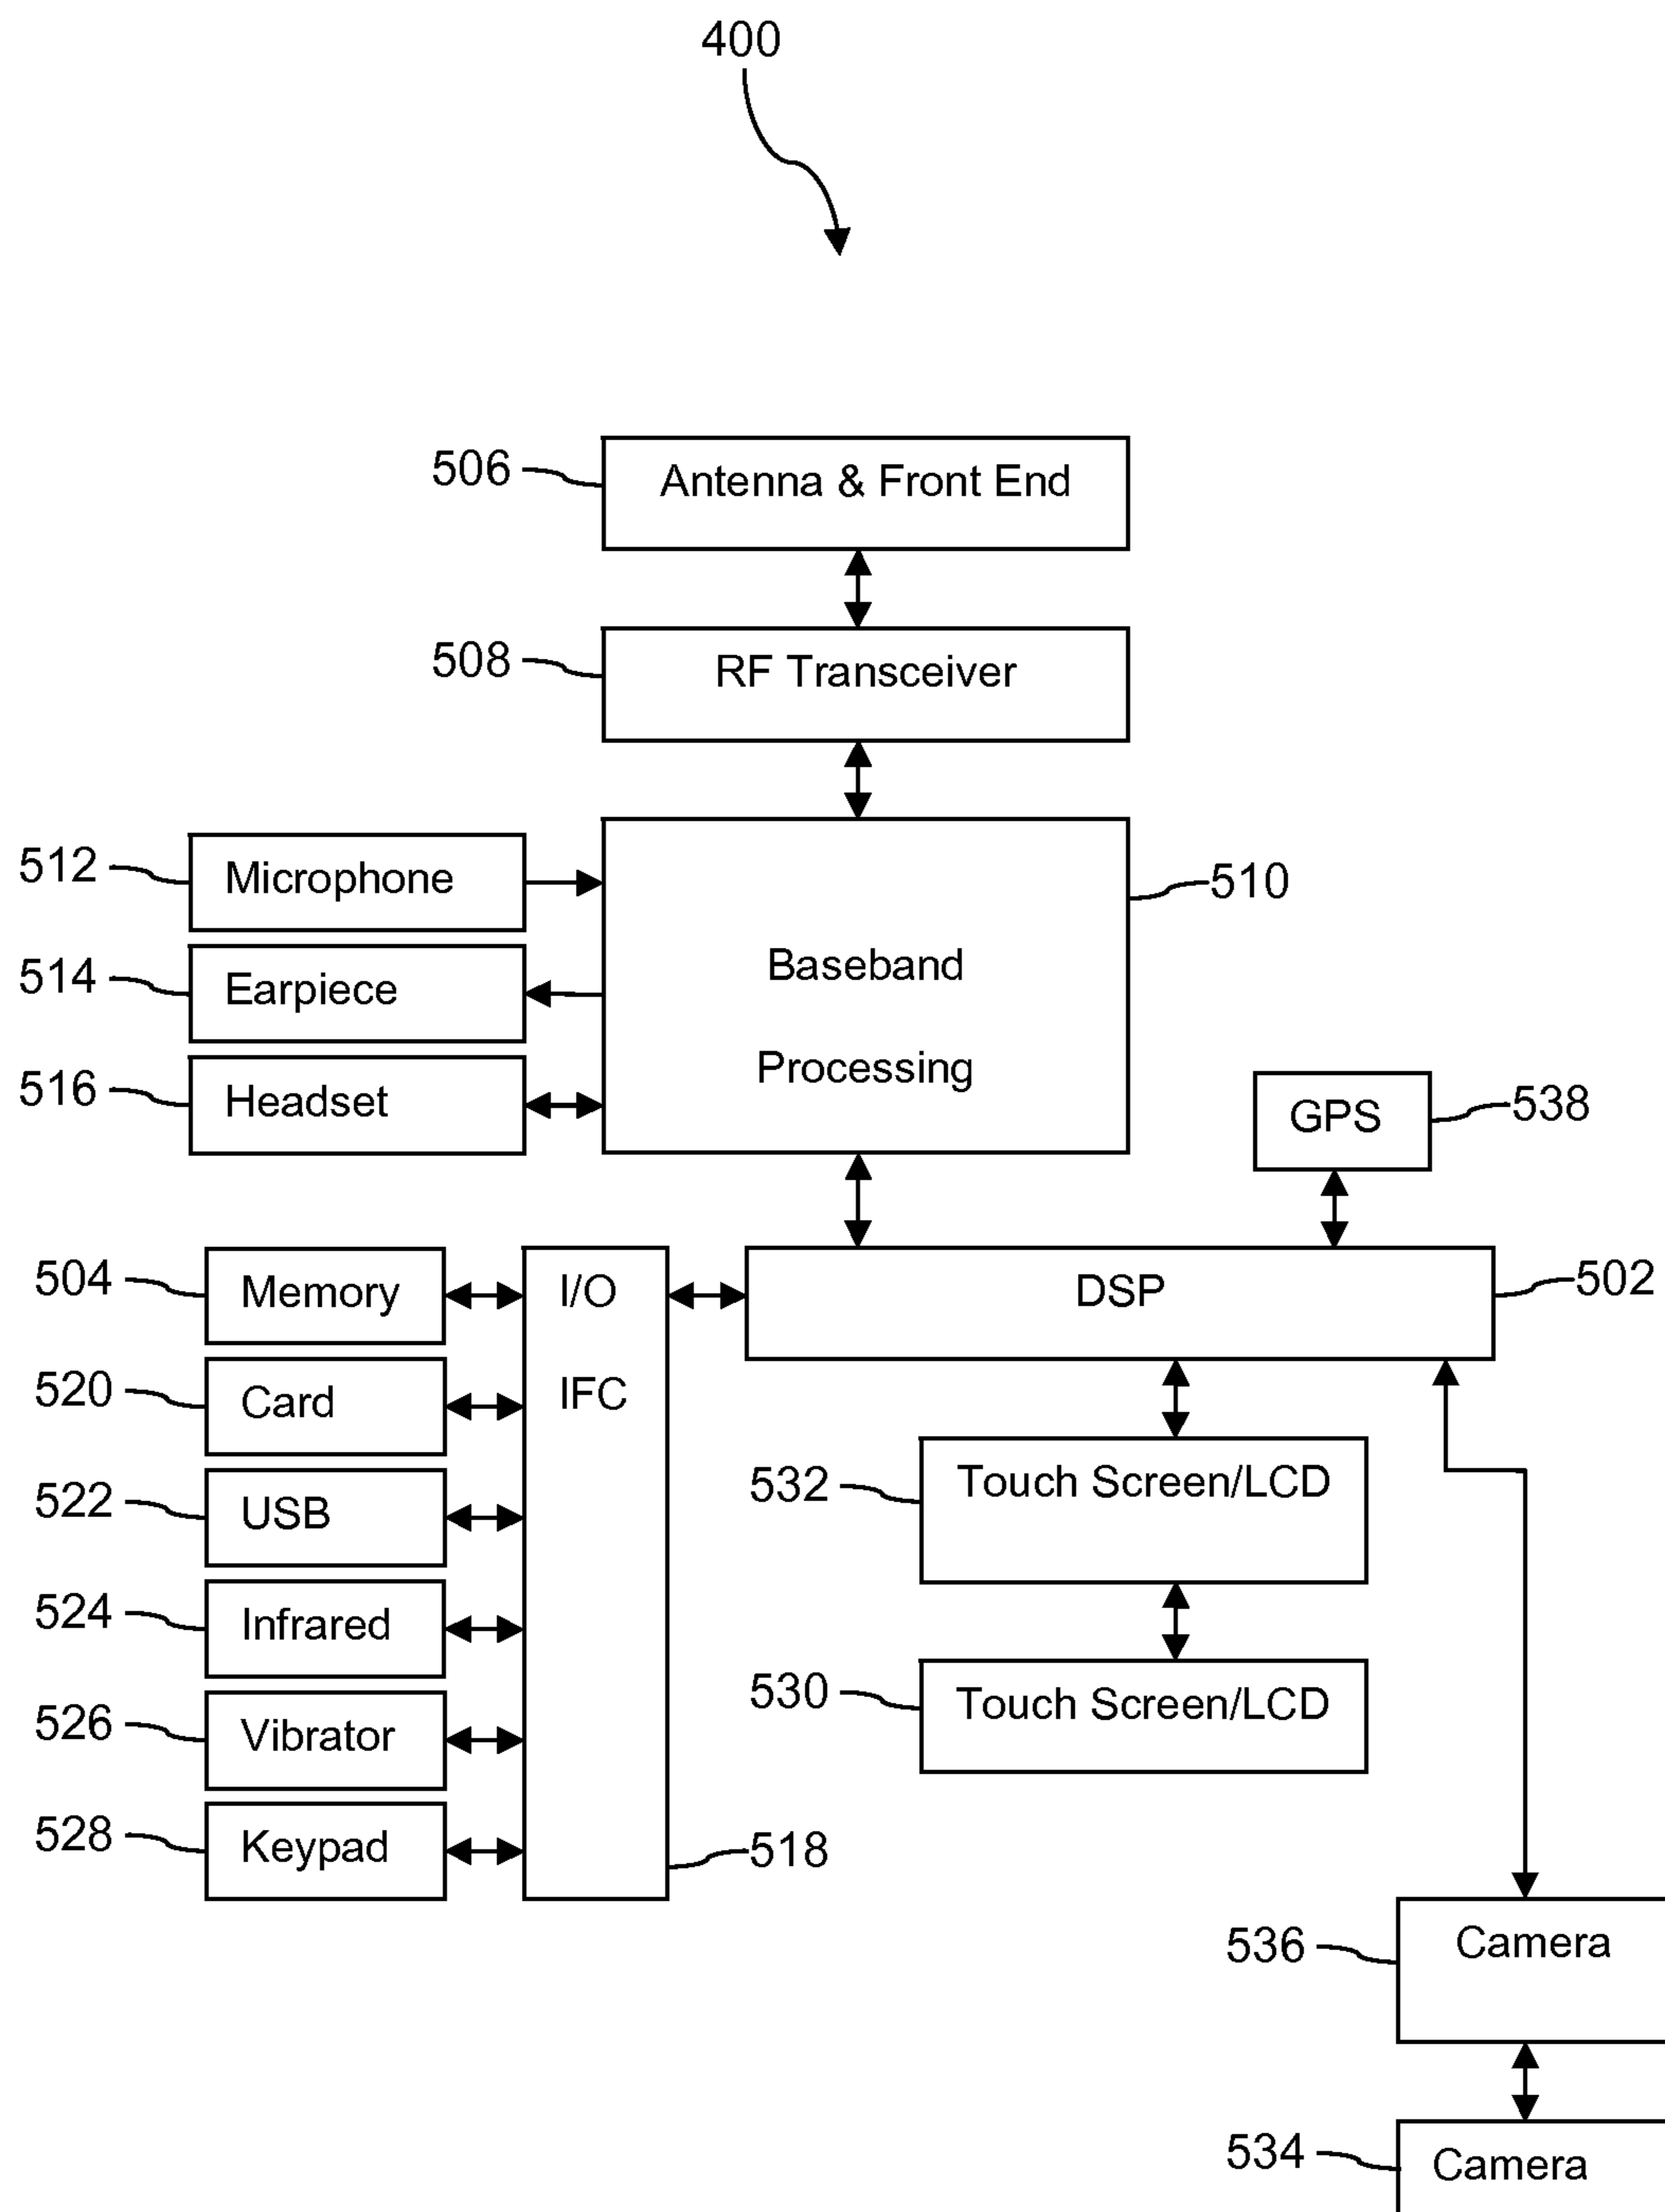 400
506
Antenna & Front End
508
RF Transceiver
512
Microphone
510
514
Earpiece
Baseband
Processing
516
Headset
GPS
538
504
Memory
I/O
IFC
DSP
502
520
Card
522
USB
532
Touch Screen/LCD
524
Infrared
530
Touch Screen/LCD
526
Vibrator
528
Keypad
518
536
Camera
534
Camera